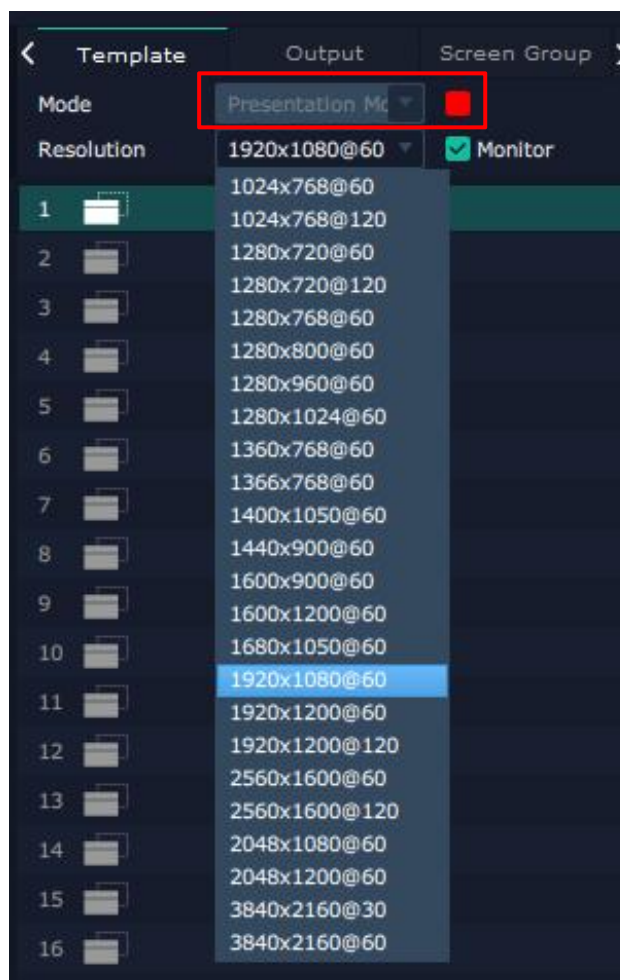 Template Output Screen Group
Mode Presentation Mo
Resolution 1920x1080@60 Monitor
1024x768@60
1
1024x768@120
2 1280x720@60
1280x720@120
3
1280x768@60
4 1280x800@60
1280x960@60
5
1280x1024@60
6 1360x768@60
1366x768@60
7
1400x1050@60
8 1440x900@60
1600x900@60
9
1600x1200@60
10 1680x1050@60
1920x1080@60
11
1920x1200@60
12 1920x1200@120
2560x1600@60
13
2560x1600@120
14 2048x1080@60
2048x1200@60
15
3840x2160@30
16 3840x2160@60